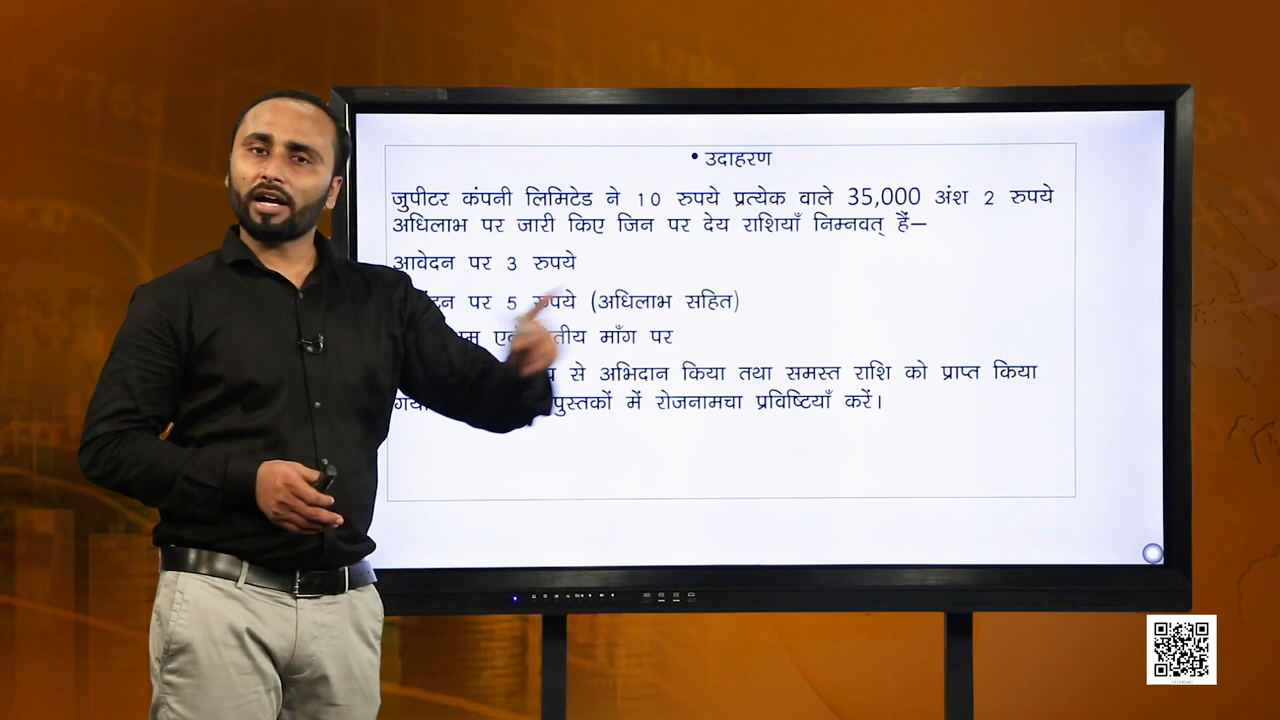 • उदाहरण
जुपीटर कंपनी लिमिटेड ने 10 रुपये प्रत्येक वाले 35,000 अंश 2 रुपये
अधिलाभ पर जारी किए जिन पर देय राशियाँ निम्नवत् हैं—
आवेदन पर 3 रुपये
पर 5 रुपये (अधिलाभ सहित)
माँग पर
से अभिदान किया तथा समस्त राशि को प्राप्त किया
पुस्तकों में रोजनामचा प्रविष्टियाँ करें।